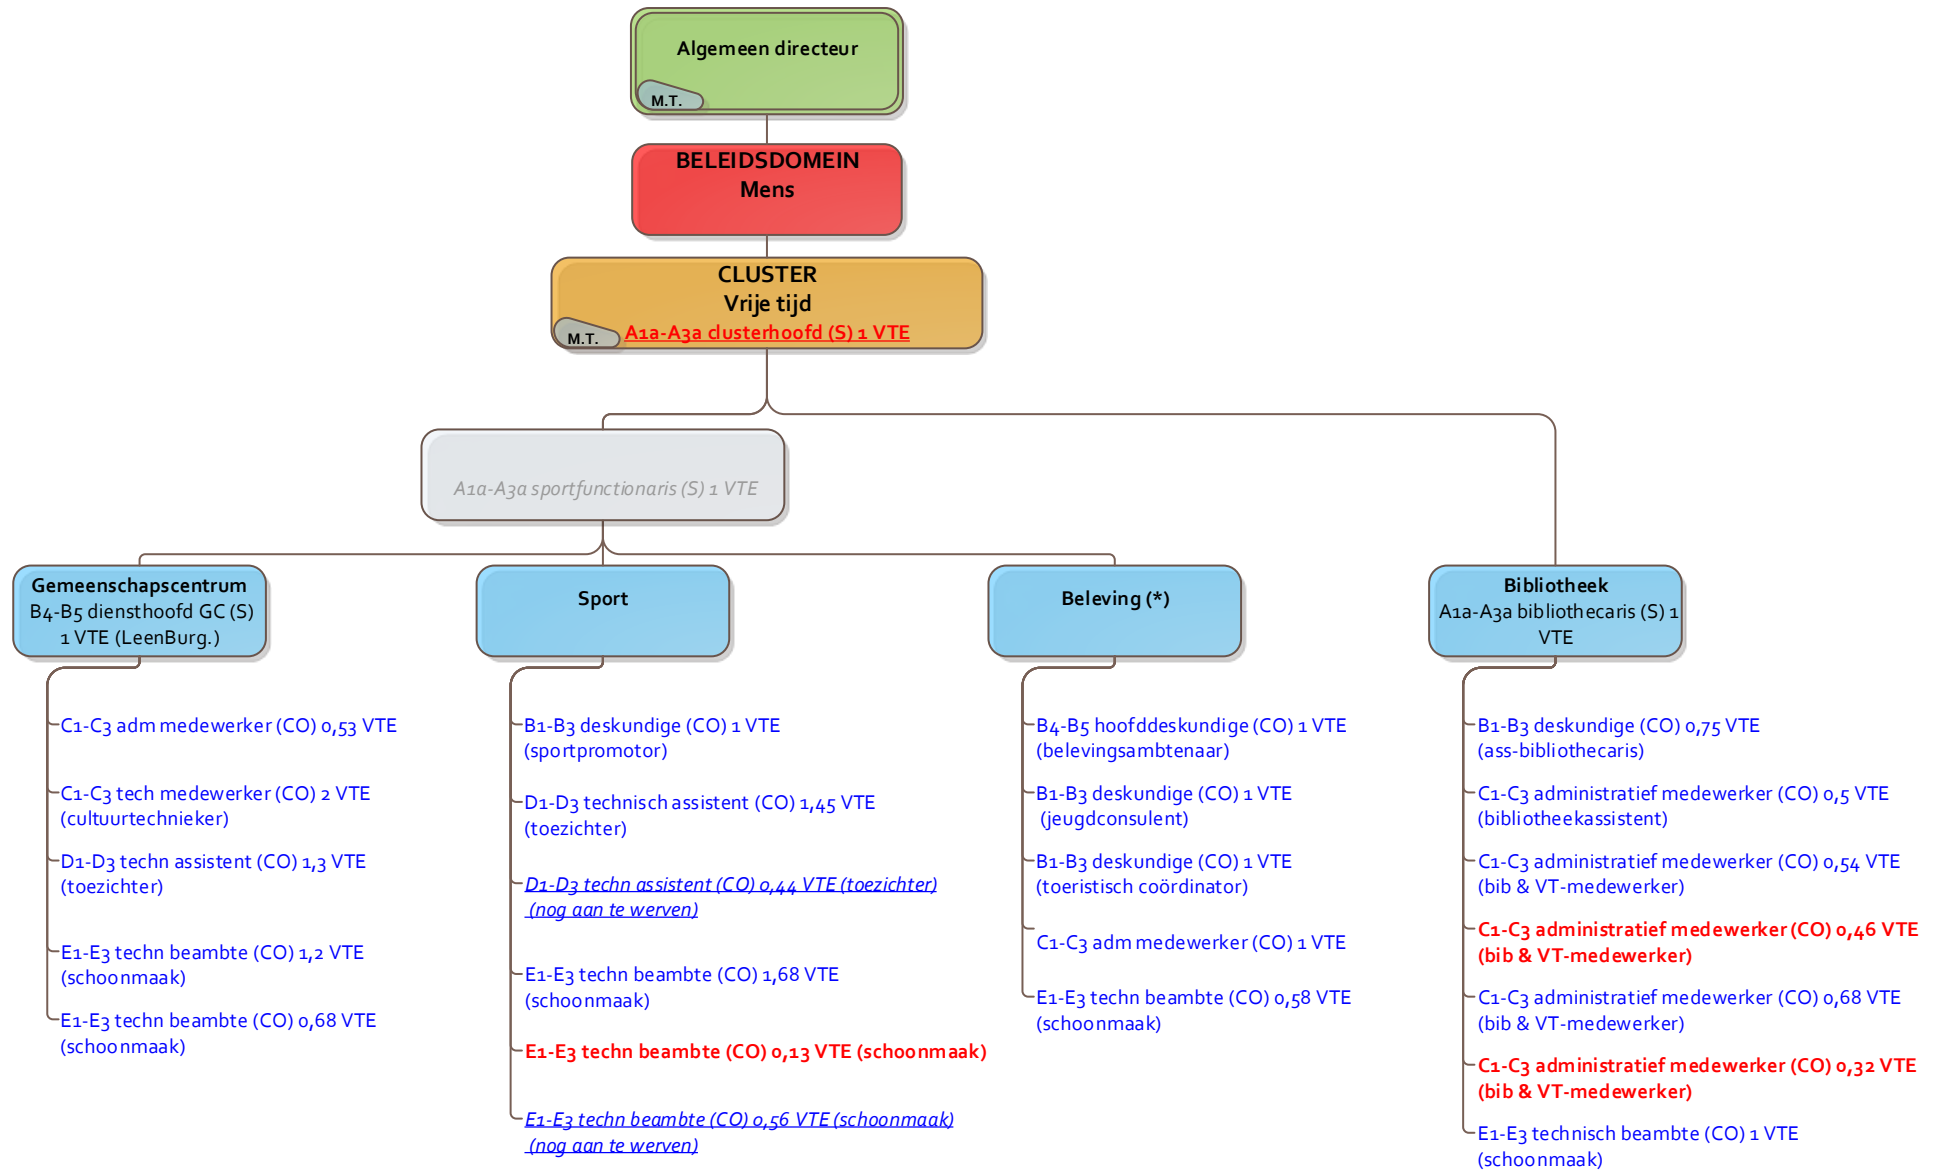 Algemeen directeur
M.T.
BELEIDSDOMEIN
Mens
CLUSTER
Vrije tijd
A1a-A3a clusterhoofd (S) 1 VTE
M.T.
A1a-A3a sportfunctionaris (S) 1 VTE
Gemeenschapscentrum
B4-B5 diensthoofd GC (S)
1 VTE (LeenBurg.)
C1-C3 adm medewerker (CO) 0,53 VTE
C1-C3 tech medewerker (CO) 2 VTE
(cultuurtechnieker)
D1-D3 techn assistent (CO) 1,3 VTE
(toezichter)
E1-E3 techn beambte (CO) 1,2 VTE
(schoonmaak)
E1-E3 techn beambte (CO) 0,68 VTE
(schoonmaak)
Sport
B1-B3 deskundige (CO) 1 VTE
(sportpromotor)
D1-D3 technisch assistent (CO) 1,45 VTE
(toezichter)
D1-D3 techn assistent (CO) 0,44 VTE (toezichter)
(nog aan te werven)
E1-E3 techn beambte (CO) 1,68 VTE
(schoonmaak)
E1-E3 techn beambte (CO) 0,13 VTE (schoonmaak)
E1-E3 techn beambte (CO) 0,56 VTE (schoonmaak)
(nog aan te werven)
Beleving (*)
B4-B5 hoofddeskundige (CO) 1 VTE
(belevingsambtenaar)
B1-B3 deskundige (CO) 1 VTE
(jeugdconsulent)
B1-B3 deskundige (CO) 1 VTE
(toeristisch coördinator)
C1-C3 adm medewerker (CO) 1 VTE
E1-E3 techn beambte (CO) 0,58 VTE
(schoonmaak)
Bibliotheek
A1a-A3a bibliothecaris (S) 1
VTE
B1-B3 deskundige (CO) 0,75 VTE
(ass-bibliothecaris)
C1-C3 administratief medewerker (CO) 0,5 VTE
(bibliotheekassistent)
C1-C3 administratief medewerker (CO) 0,54 VTE
(bib & VT-medewerker)
C1-C3 administratief medewerker (CO) 0,46 VTE
(bib & VT-medewerker)
C1-C3 administratief medewerker (CO) 0,68 VTE
(bib & VT-medewerker)
C1-C3 administratief medewerker (CO) 0,32 VTE
(bib & VT-medewerker)
E1-E3 technisch beambte (CO) 1 VTE
(schoonmaak)